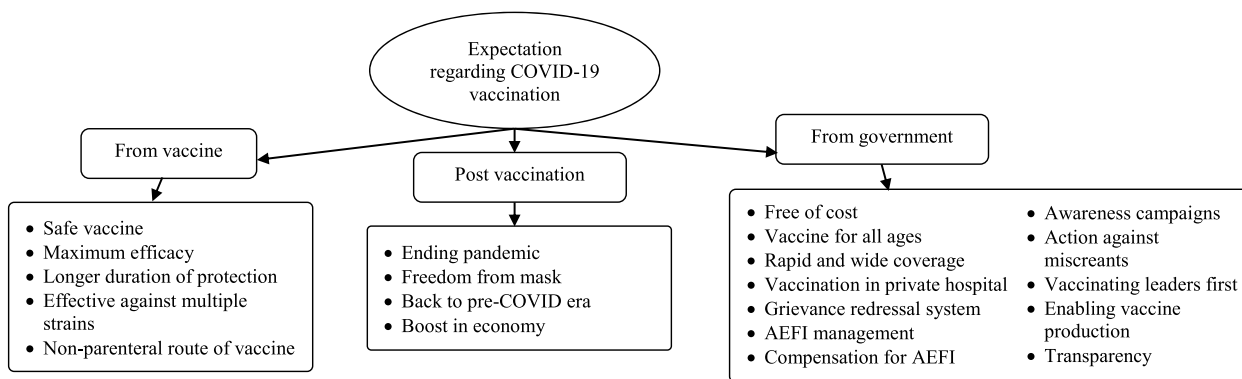 Expectation
regarding COVID-19
vaccination
From vaccine
Post vaccination
From government
• Safe vaccine
• Maximum efficacy
• Longer duration of protection
• Effective against multiple
strains
• Non-parenteral route of vaccine
• Ending pandemic
• Freedom from mask
• Back to pre-COVID era
• Boost in economy
• Free of cost
• Vaccine for all ages
• Rapid and wide coverage
• Vaccination in private hospital
• Grievance redressal system
• AEFI management
• Compensation for AEFI
• Awareness campaigns
• Action against
miscreants
• Vaccinating leaders first
• Enabling vaccine
production
• Transparency